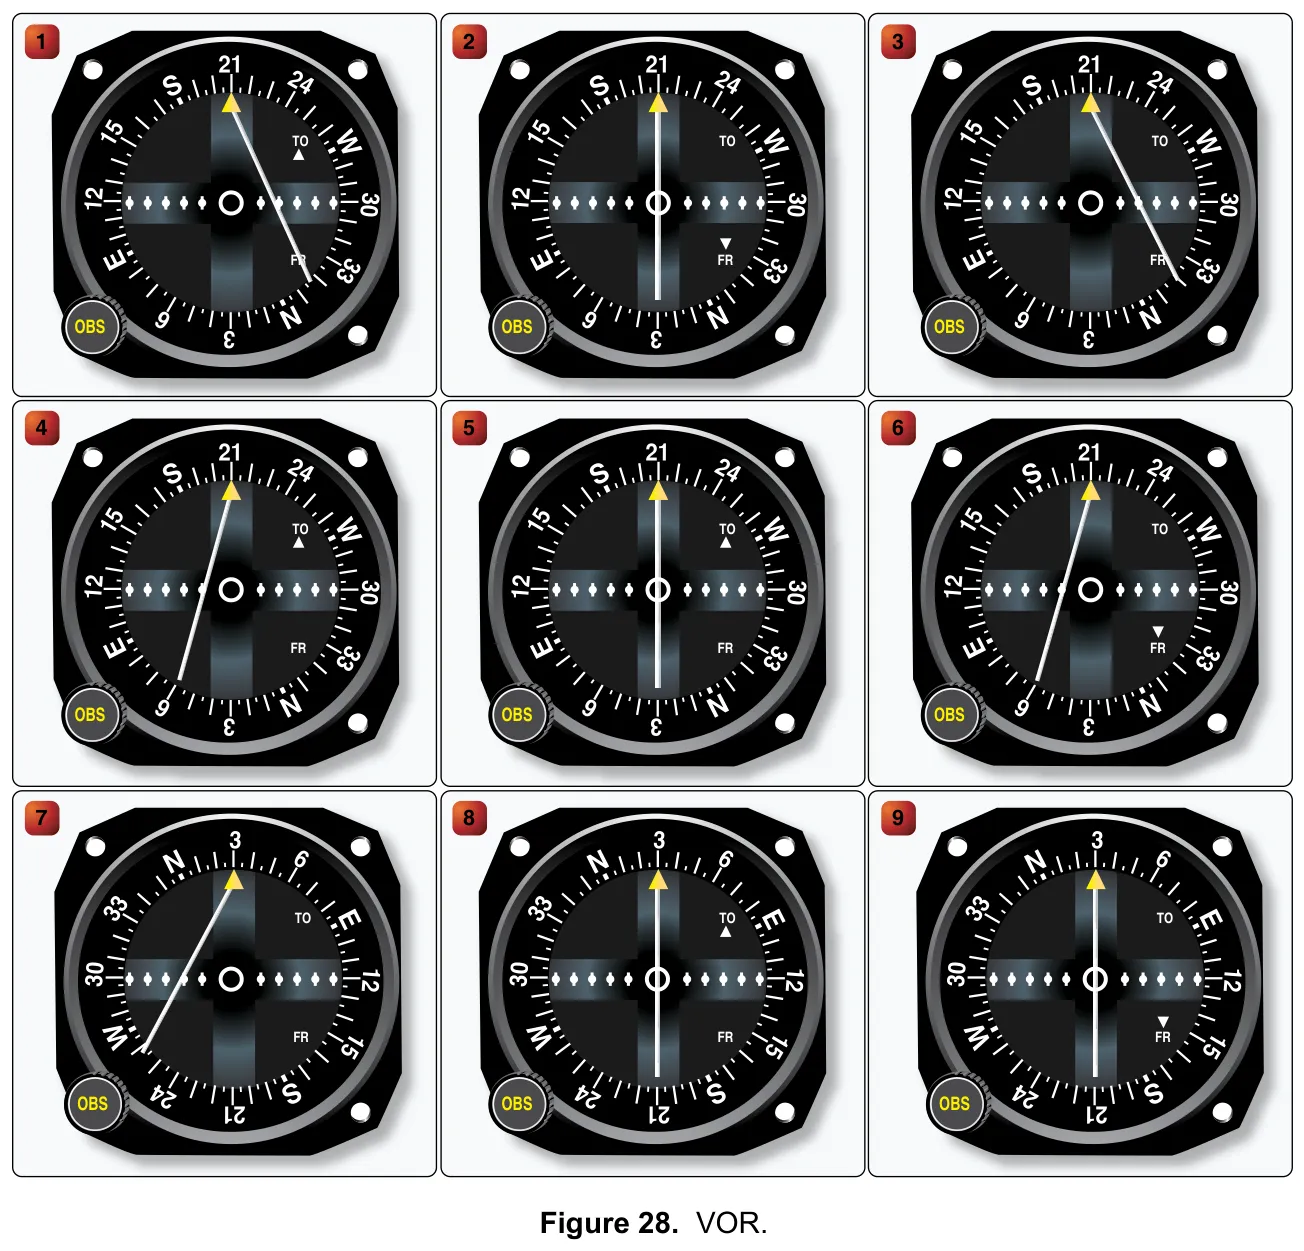 1
21
S 24
15 TO W
12 30
E FR 33
6 N
OBS 3
2
21
S 24
15 TO W
12 30
E FR 33
6 N
OBS 3
3
21
S 24
15 TO W
12 30
E FR 33
6 N
OBS 3
4
21
S 24
15 TO W
12 30
E FR 33
6 N
OBS 3
5
21
S 24
15 TO W
12 30
E FR 33
6 N
OBS 3
6
21
S 24
15 TO W
12 30
E FR 33
6 N
OBS 3
7
3
N 6
33 TO E
30 12
W FR 15
24 S
OBS 21
8
3
N 6
33 TO E
30 12
W FR 15
24 S
OBS 21
9
3
N 6
33 TO E
30 12
W FR 15
24 S
OBS 21
Figure 28. VOR.